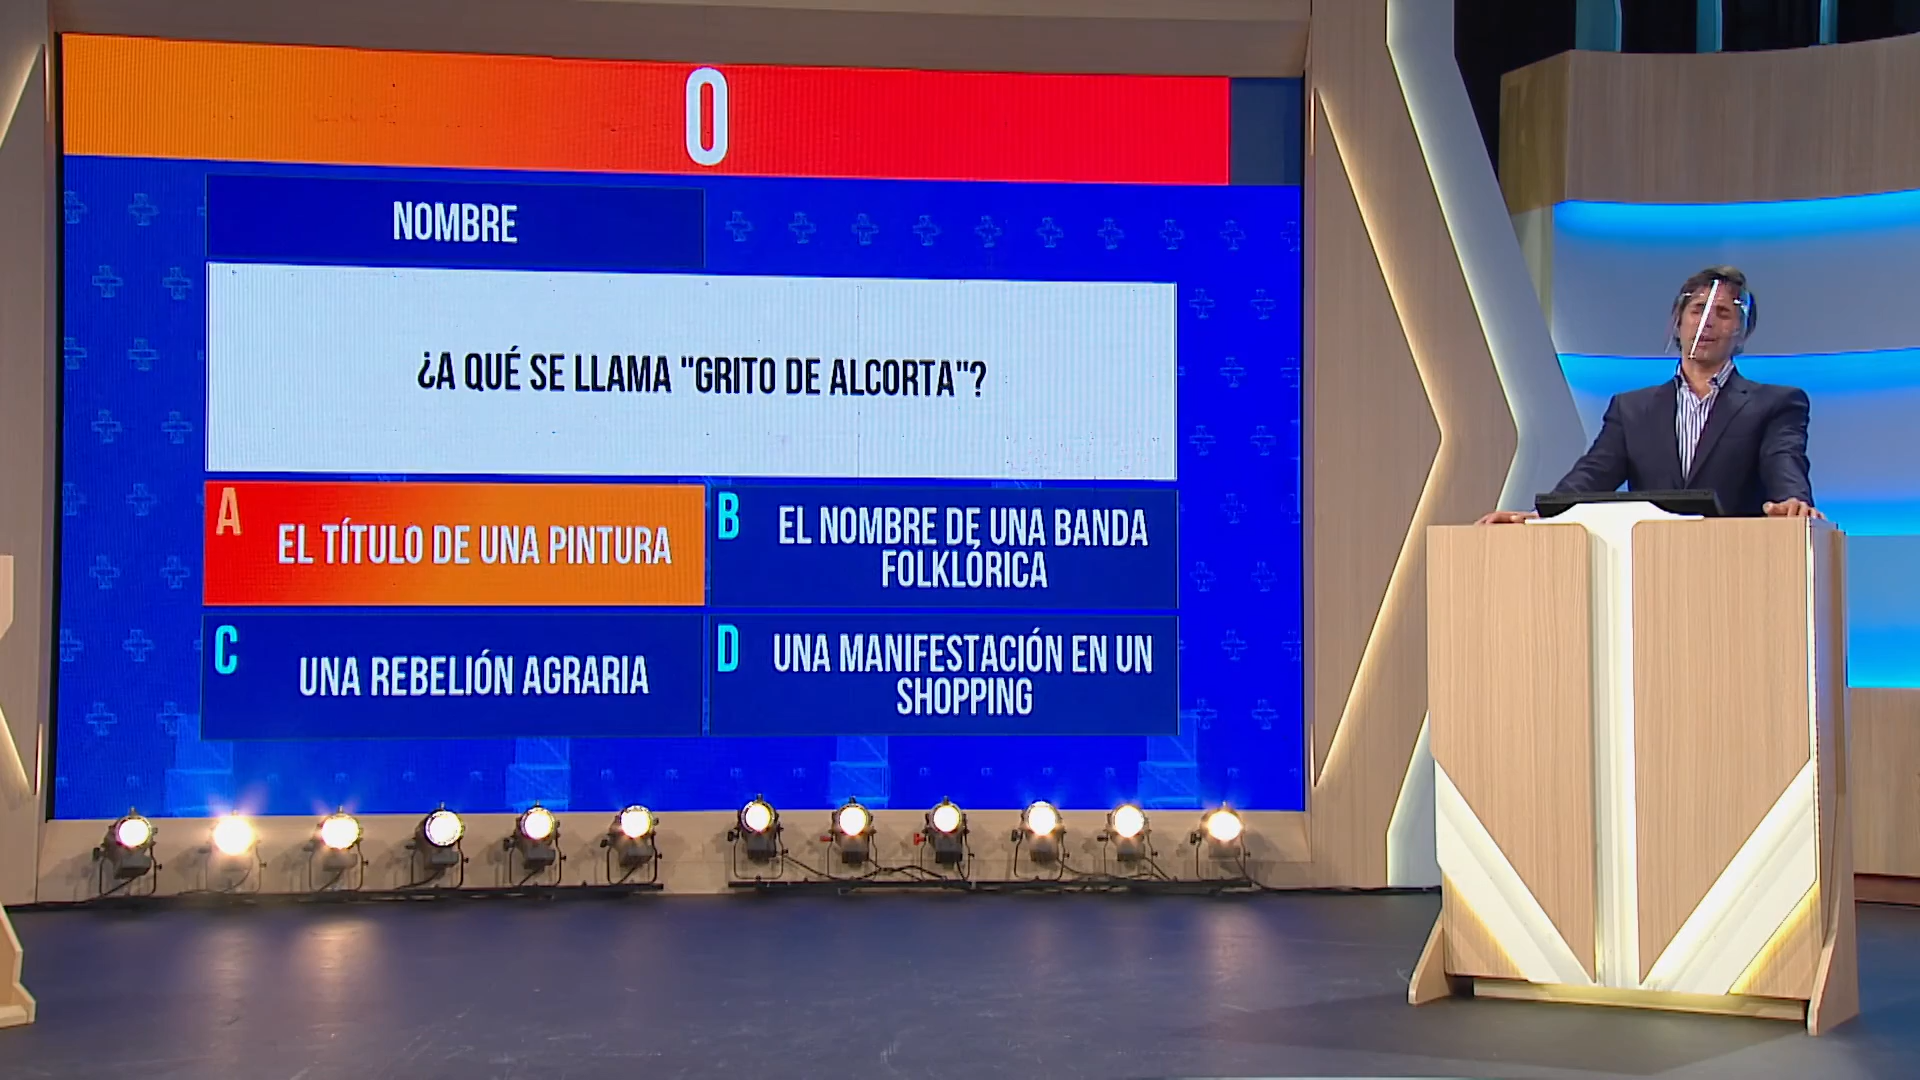 0
NOMBRE
¿A QUÉ SE LLAMA "GRITO DE ALCORTA"?
A
EL TÍTULO DE UNA PINTURA
B
EL NOMBRE DE UNA BANDA
FOLKLÓRICA
C
UNA REBELIÓN AGRARIA
D
UNA MANIFESTACIÓN EN UN
SHOPPING